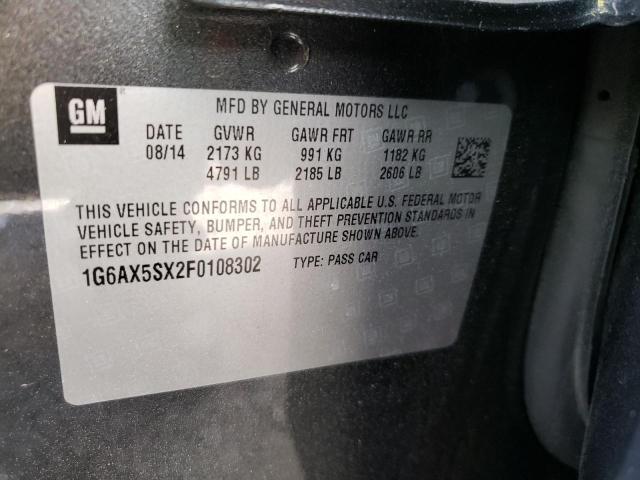 GM
MFD BY GENERAL MOTORS LLC
DATE GVWR GAWR FRT GAWR RR
08/14 2173 KG 991 KG 1182 KG
4791 LB 2185 LB 2606 LB
THIS VEHICLE CONFORMS TO ALL APPLICABLE U.S. FEDERAL MOTOR
VEHICLE SAFETY, BUMPER, AND THEFT PREVENTION STANDARDS IN
EFFECT ON THE DATE OF MANUFACTURE SHOWN ABOVE.
1G6AX5SX2F0108302 TYPE: PASS CAR